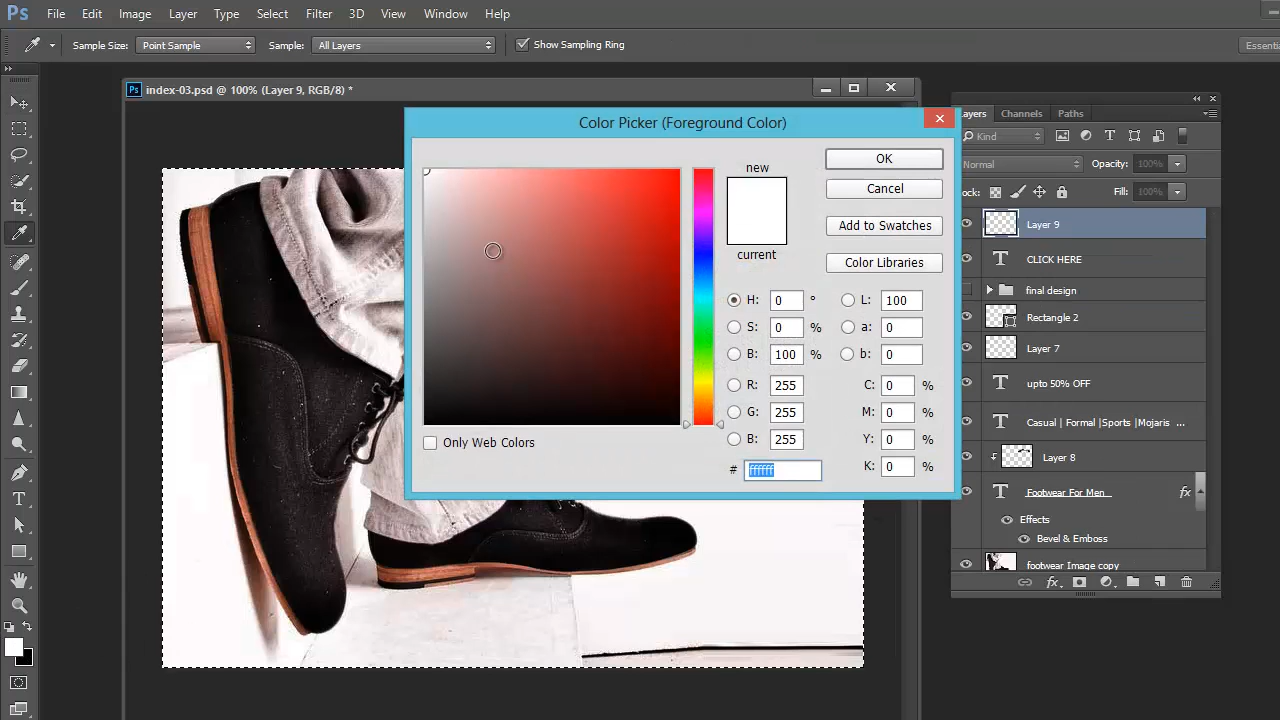 Ps File Edit Image Layer Type Select Filter 3D View Window Help
Sample Size: Point Sample Sample: All Layers Show Sampling Ring Essenti
Ps index-03.psd @ 100% (Layer 9, RGB/8) *
Color Picker (Foreground Color)
new
current
OK
Cancel
Add to Swatches
Color Libraries
H: 0 °
S: 0 %
B: 100 %
R: 255
G: 255
B: 255
# ffffff
L: 100
a: 0
b: 0
C: 0 %
M: 0 %
Y: 0 %
K: 0 %
Only Web Colors
ayers Channels Paths
Kind
Normal Opacity: 100%
ock: Fill: 100%
Layer 9
T CLICK HERE
final design
Rectangle 2
Layer 7
T upto 50% OFF
T Casual | Formal |Sports |Mojaris ...
Layer 8
T Footwear For Men fx
Effects
Bevel & Emboss
footwear Image copy
fx